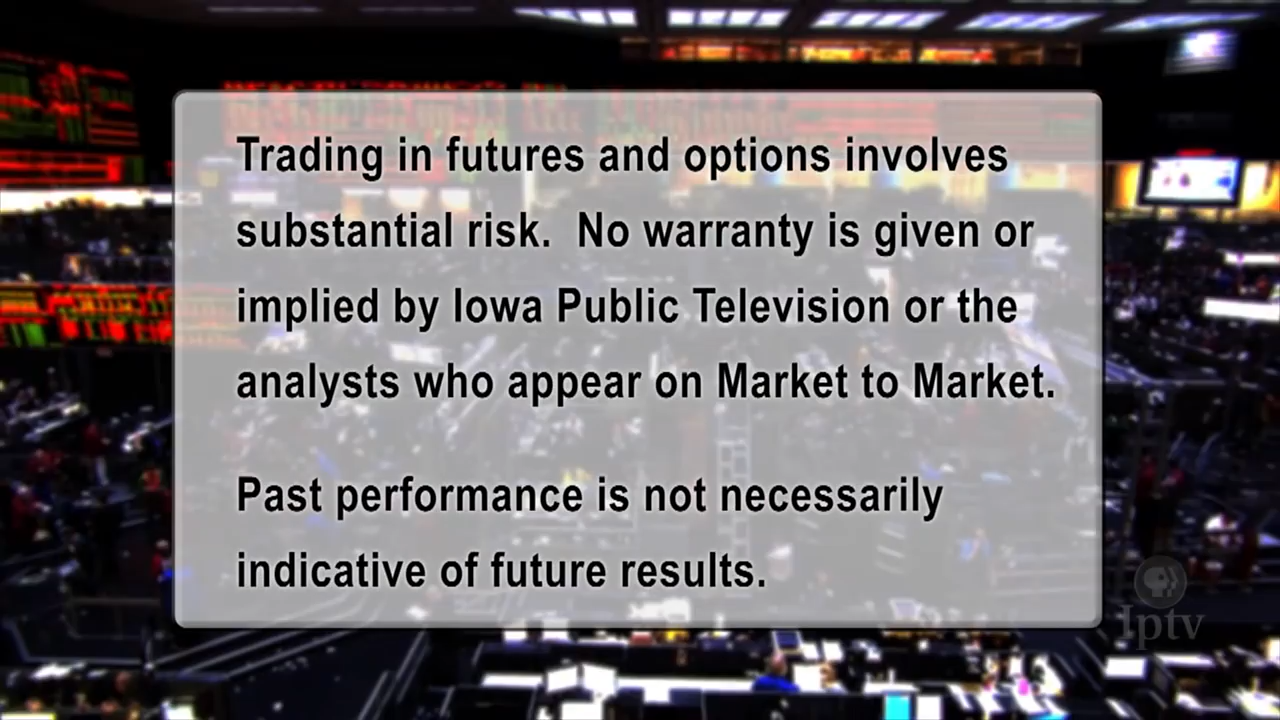 Trading in futures and options involves
substantial risk.  No warranty is given or
implied by Iowa Public Television or the
analysts who appear on Market to Market.
Past performance is not necessarily
indicative of future results.
Iptv